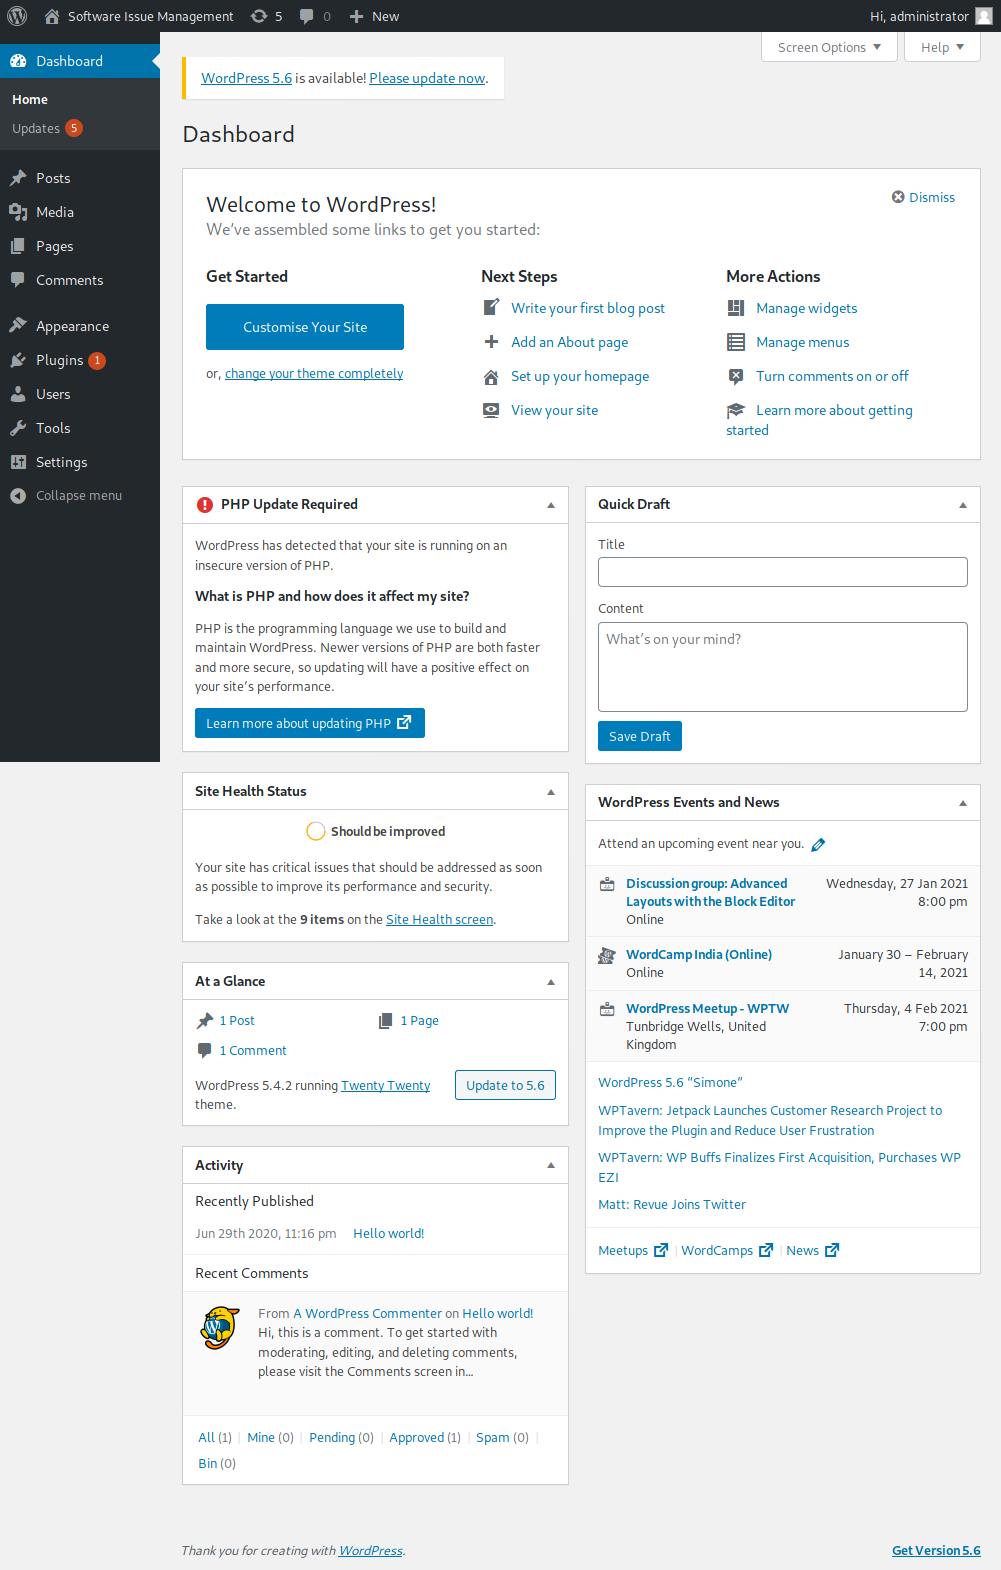 Software Issue Management 5 0 New Hi, administrator
Dashboard
Home
Updates 5
Posts
Media
Pages
Comments
Appearance
Plugins 1
Users
Tools
Settings
Collapse menu
Screen Options Help
WordPress 5.6 is available! Please update now.
Dashboard
Welcome to WordPress!
We’ve assembled some links to get you started:
Dismiss
Get Started
Customise Your Site
or, change your theme completely
Next Steps
Write your first blog post
Add an About page
Set up your homepage
View your site
More Actions
Manage widgets
Manage menus
Turn comments on or off
Learn more about getting
started
PHP Update Required
WordPress has detected that your site is running on an
insecure version of PHP.
What is PHP and how does it affect my site?
PHP is the programming language we use to build and
maintain WordPress. Newer versions of PHP are both faster
and more secure, so updating will have a positive effect on
your site’s performance.
Learn more about updating PHP
Site Health Status
Should be improved
Your site has critical issues that should be addressed as soon
as possible to improve its performance and security.
Take a look at the 9 items on the Site Health screen.
At a Glance
1 Post 1 Page
1 Comment
WordPress 5.4.2 running Twenty Twenty
theme.
Update to 5.6
Activity
Recently Published
Jun 29th 2020, 11:16 pm Hello world!
Recent Comments
From A WordPress Commenter on Hello world!
Hi, this is a comment. To get started with
moderating, editing, and deleting comments,
please visit the Comments screen in…
All (1) | Mine (0) | Pending (0) | Approved (1) | Spam (0) |
Bin (0)
Quick Draft
Title
Content
What’s on your mind?
Save Draft
WordPress Events and News
Attend an upcoming event near you.
Discussion group: Advanced
Layouts with the Block Editor
Online
Wednesday, 27 Jan 2021
8:00 pm
WordCamp India (Online)
Online
January 30 – February
14, 2021
WordPress Meetup - WPTW
Tunbridge Wells, United
Kingdom
Thursday, 4 Feb 2021
7:00 pm
WordPress 5.6 “Simone”
WPTavern: Jetpack Launches Customer Research Project to
Improve the Plugin and Reduce User Frustration
WPTavern: WP Buffs Finalizes First Acquisition, Purchases WP
EZI
Matt: Revue Joins Twitter
Meetups | WordCamps | News
Thank you for creating with WordPress.
Get Version 5.6